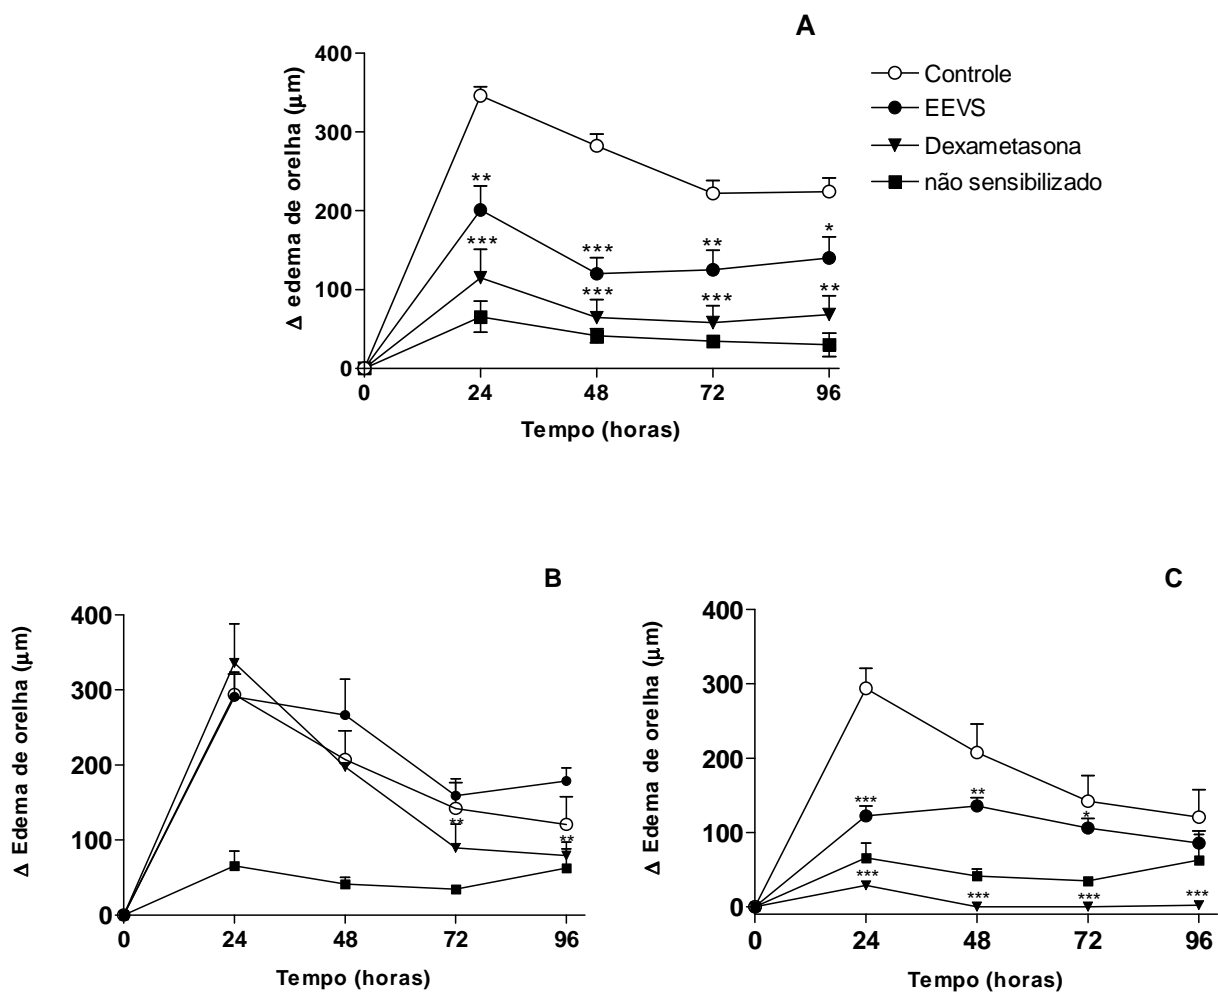 A
400
300
200
100
0
Δ edema de orelha (μm)
** *** *** *** ** *** * **
0 24 48 72 96
Tempo (horas)
Controle
EEVS
Dexametasona
não sensibilizado
B
400
300
200
100
0
Δ Edema de orelha (μm)
** **
0 24 48 72 96
Tempo (horas)
C
400
300
200
100
0
Δ Edema de orelha (μm)
*** ** *
*** *** *** ***
0 24 48 72 96
Tempo (horas)